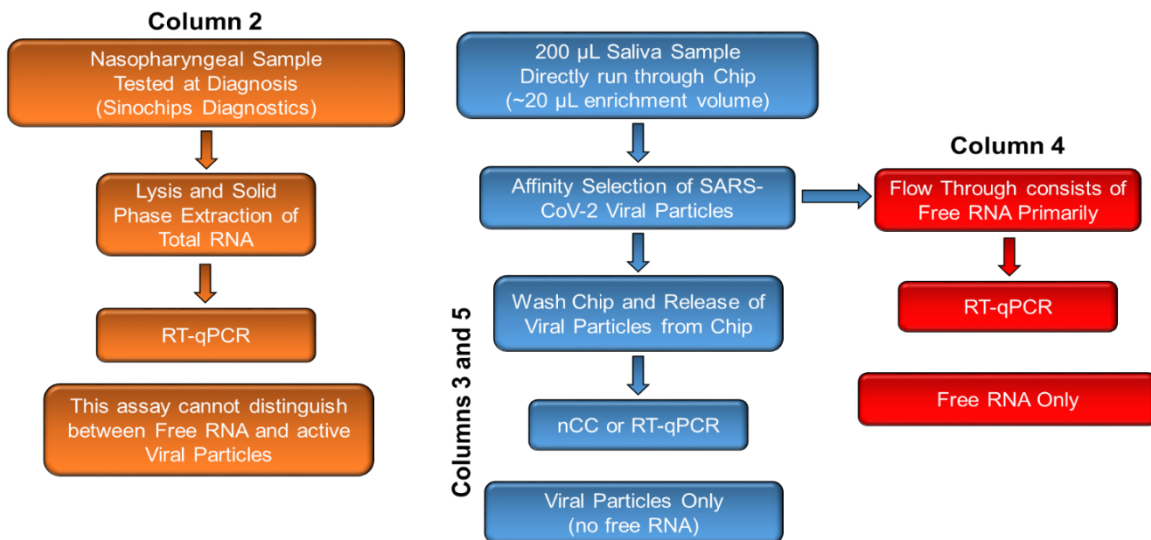 Column 2
Nasopharyngeal Sample
Tested at Diagnosis
(Sinochips Diagnostics)
Lysis and Solid
Phase Extraction of
Total RNA
RT-qPCR
This assay cannot distinguish
between Free RNA and active
Viral Particles
Columns 3 and 5
200 µL Saliva Sample
Directly run through Chip
(~20 µL enrichment volume)
Affinity Selection of SARS-
CoV-2 Viral Particles
Wash Chip and Release of
Viral Particles from Chip
nCC or RT-qPCR
Viral Particles Only
(no free RNA)
Column 4
Flow Through consists of
Free RNA Primarily
RT-qPCR
Free RNA Only